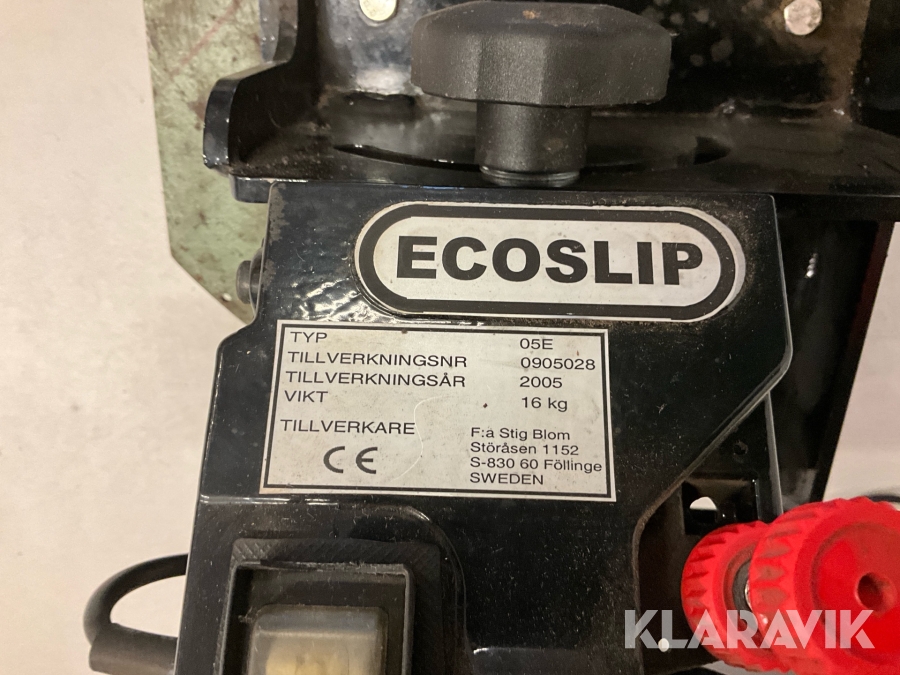 ECOSLIP
TYP 05E
TILLVERKNINGSNR 0905028
TILLVERKNINGSÅR 2005
VIKT 16 kg
TILLVERKARE F:a Stig Blom
Störåsen 1152
S-830 60 Föllinge
SWEDEN
CE
KLARAVIK